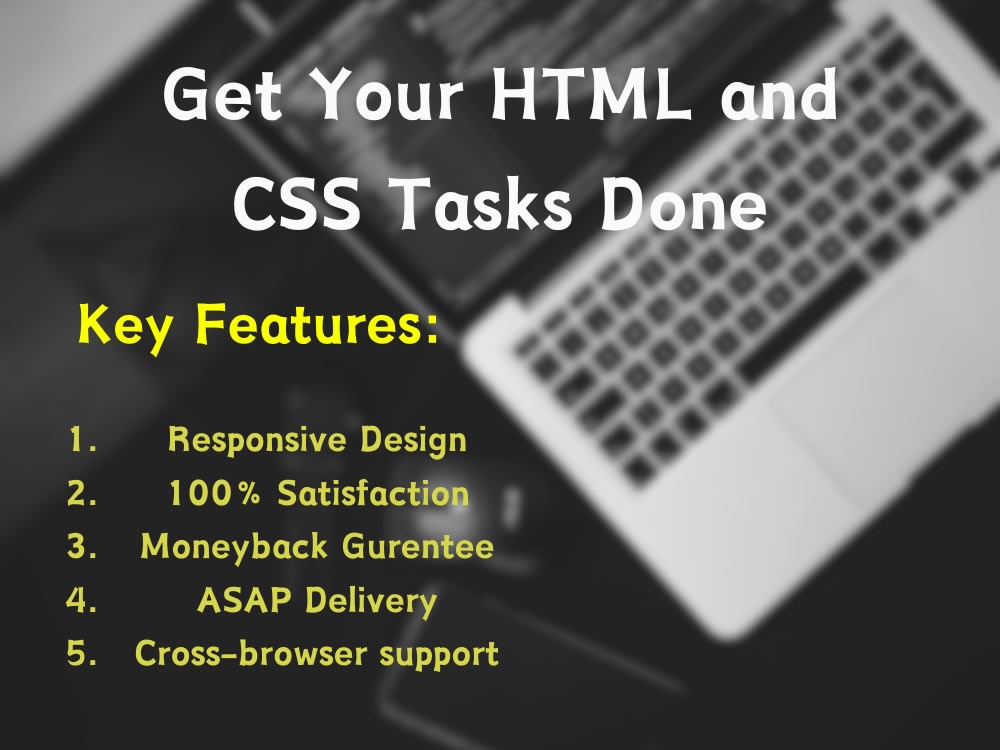 Get Your HTML and
CSS Tasks Done
Key Features:
1. Responsive Design
2. 100% Satisfaction
3. Moneyback Gurentee
4. ASAP Delivery
5. Cross-browser support